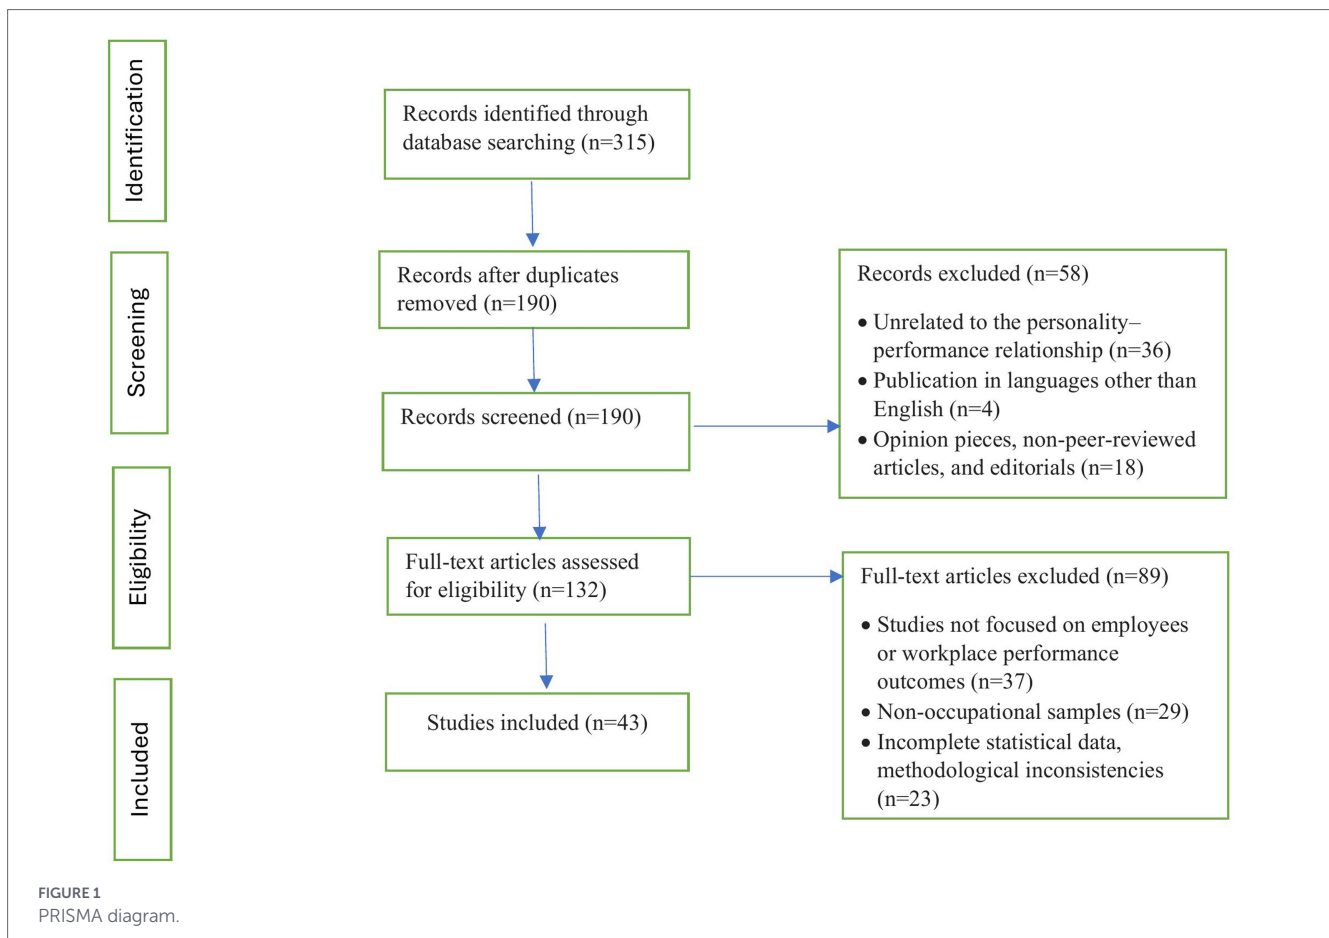 Identification
Records identified through
database searching (n=315)
Screening
Records after duplicates
removed (n=190)
Records screened (n=190)
Records excluded (n=58)
• Unrelated to the personality–
performance relationship (n=36)
• Publication in languages other than
English (n=4)
• Opinion pieces, non-peer-reviewed
articles, and editorials (n=18)
Eligibility
Full-text articles assessed
for eligibility (n=132)
Full-text articles excluded (n=89)
• Studies not focused on employees
or workplace performance
outcomes (n=37)
• Non-occupational samples (n=29)
• Incomplete statistical data,
methodological inconsistencies
(n=23)
Included
Studies included (n=43)
FIGURE 1
PRISMA diagram.